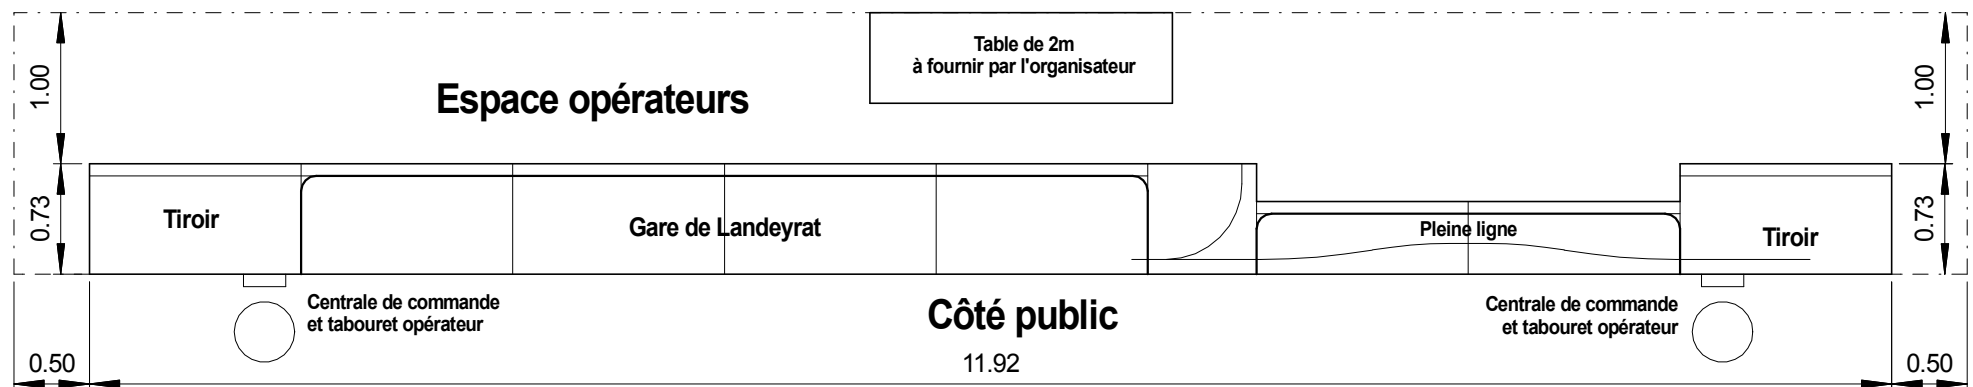 Table de 2m
à fournir par l'organisateur
1.00
1.00
Espace opérateurs
0.73
Tiroir
Gare de Landeyrat
Pleine ligne
Tiroir
0.73
Centrale de commande
et tabouret opérateur
Côté public
Centrale de commande
et tabouret opérateur
0.50
11.92
0.50